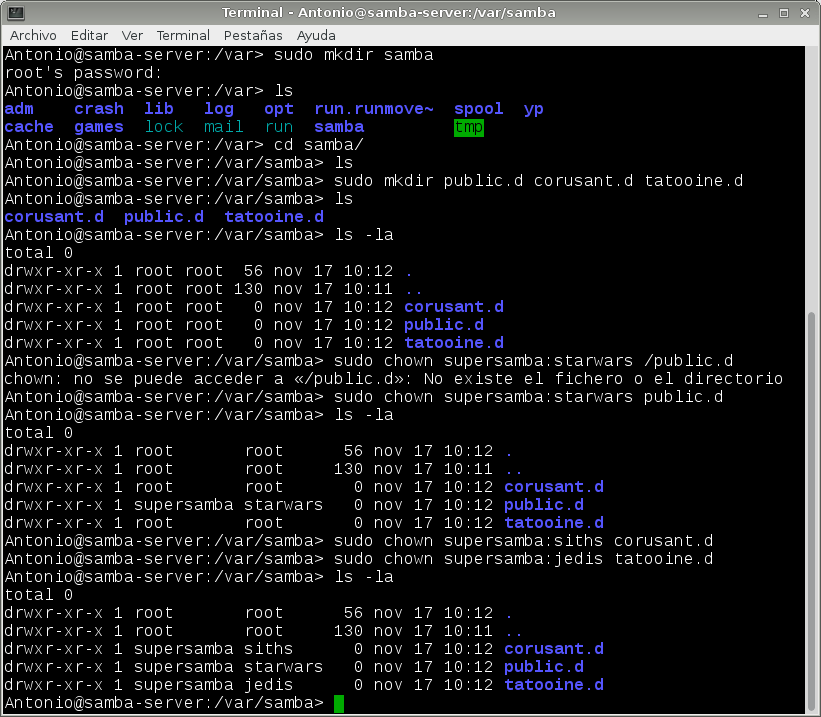 Terminal - Antonio@samba-server:/var/samba
Archivo Editar Ver Terminal Pestañas Ayuda
Antonio@samba-server:/var> sudo mkdir samba
root's password:
Antonio@samba-server:/var> ls
adm    crash  lib   log   opt  run.runmove~  spool  yp
cache  games  lock  mail  run  samba         tmp
Antonio@samba-server:/var> cd samba/
Antonio@samba-server:/var/samba> ls
Antonio@samba-server:/var/samba> sudo mkdir public.d corusant.d tatooine.d
Antonio@samba-server:/var/samba> ls
corusant.d  public.d  tatooine.d
Antonio@samba-server:/var/samba> ls -la
total 0
drwxr-xr-x 1 root root  56 nov 17 10:12 .
drwxr-xr-x 1 root root 130 nov 17 10:11 ..
drwxr-xr-x 1 root root   0 nov 17 10:12 corusant.d
drwxr-xr-x 1 root root   0 nov 17 10:12 public.d
drwxr-xr-x 1 root root   0 nov 17 10:12 tatooine.d
Antonio@samba-server:/var/samba> sudo chown supersamba:starwars /public.d
chown: no se puede acceder a «/public.d»: No existe el fichero o el directorio
Antonio@samba-server:/var/samba> sudo chown supersamba:starwars public.d
Antonio@samba-server:/var/samba> ls -la
total 0
drwxr-xr-x 1 root       root      56 nov 17 10:12 .
drwxr-xr-x 1 root       root     130 nov 17 10:11 ..
drwxr-xr-x 1 root       root       0 nov 17 10:12 corusant.d
drwxr-xr-x 1 supersamba starwars   0 nov 17 10:12 public.d
drwxr-xr-x 1 root       root       0 nov 17 10:12 tatooine.d
Antonio@samba-server:/var/samba> sudo chown supersamba:siths corusant.d
Antonio@samba-server:/var/samba> sudo chown supersamba:jedis tatooine.d
Antonio@samba-server:/var/samba> ls -la
total 0
drwxr-xr-x 1 root       root      56 nov 17 10:12 .
drwxr-xr-x 1 root       root     130 nov 17 10:11 ..
drwxr-xr-x 1 supersamba siths      0 nov 17 10:12 corusant.d
drwxr-xr-x 1 supersamba starwars   0 nov 17 10:12 public.d
drwxr-xr-x 1 supersamba jedis      0 nov 17 10:12 tatooine.d
Antonio@samba-server:/var/samba>